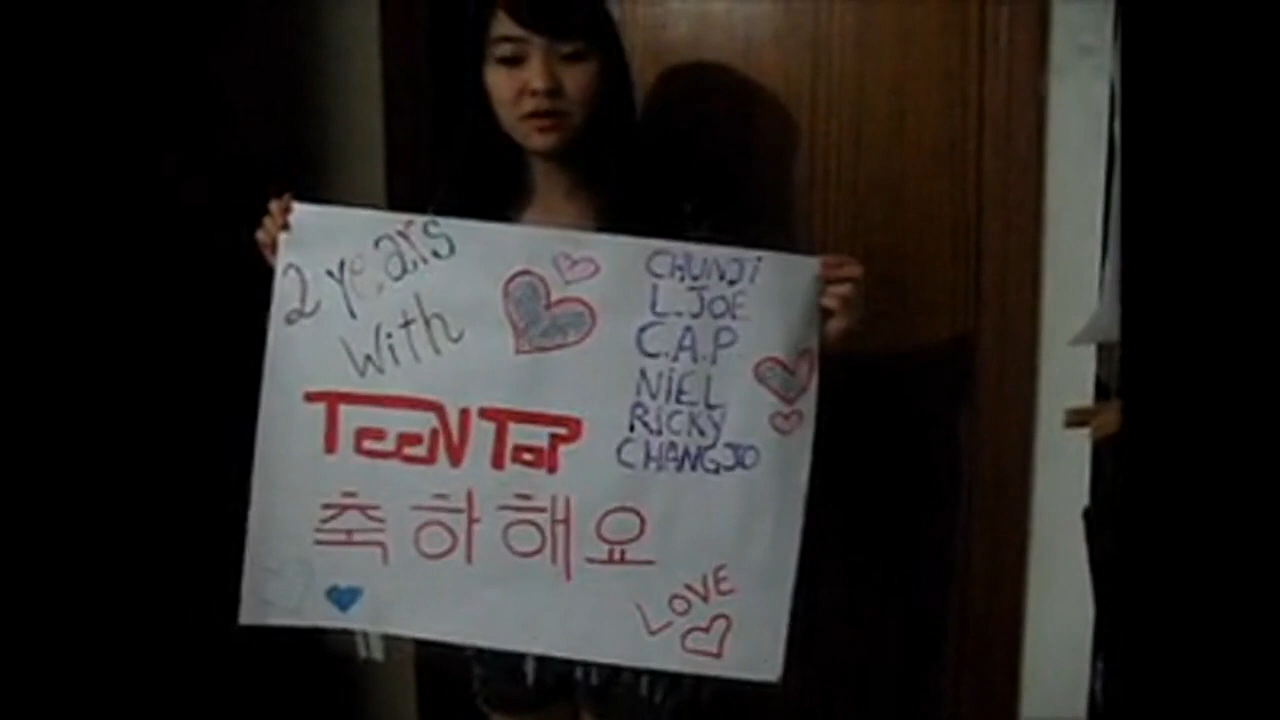 2 years
with
TEEN TOP
축하해요
CHUNJi
L.JOE
C.A.P
NiEL
RICKY
CHANGJO
LOVE